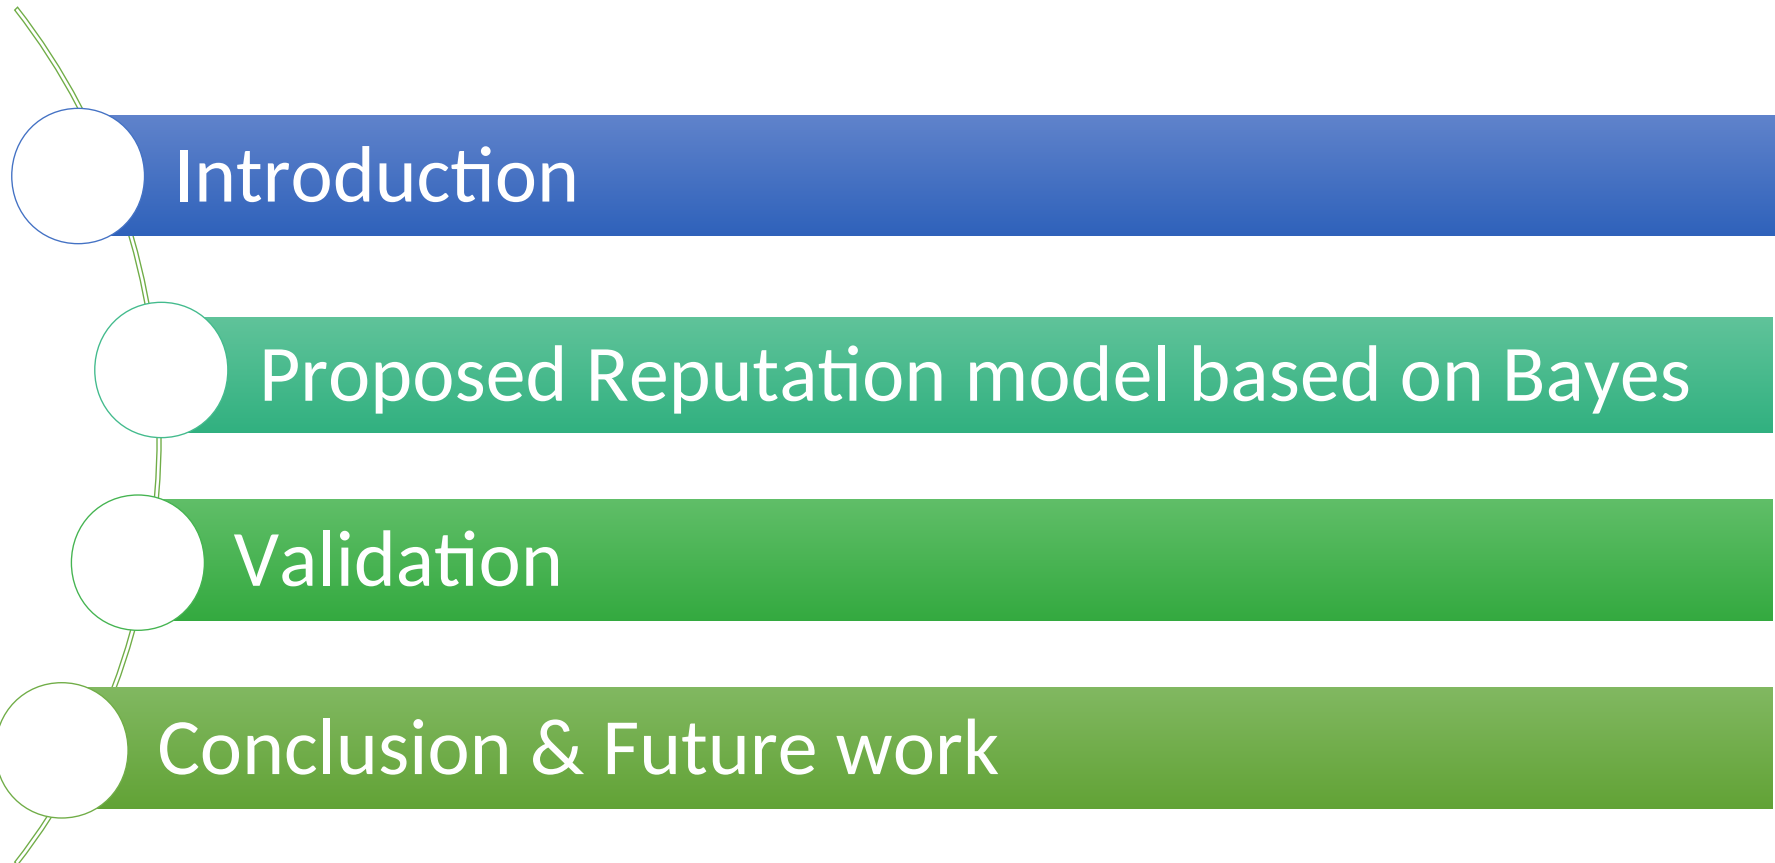 Introduction
Proposed Reputation model based on Bayes
Validation
Conclusion & Future work